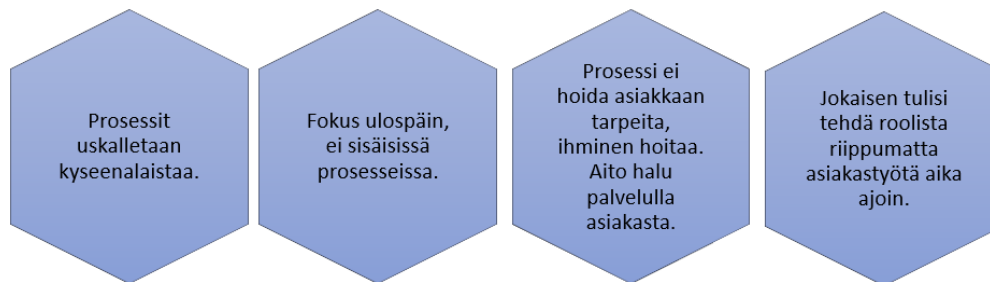 Prosessit
uskalletaan
kyseenalaistaa.
Fokus ulospäin,
ei sisäisissä
prosesseissa.
Prosessi ei
hoida asiakkaan
tarpeita,
ihminen hoitaa.
Aito halu
palvelulla
asiakasta.
Jokaisen tulisi
tehdä roolista
riippumatta
asiakastyötä aika
ajoin.